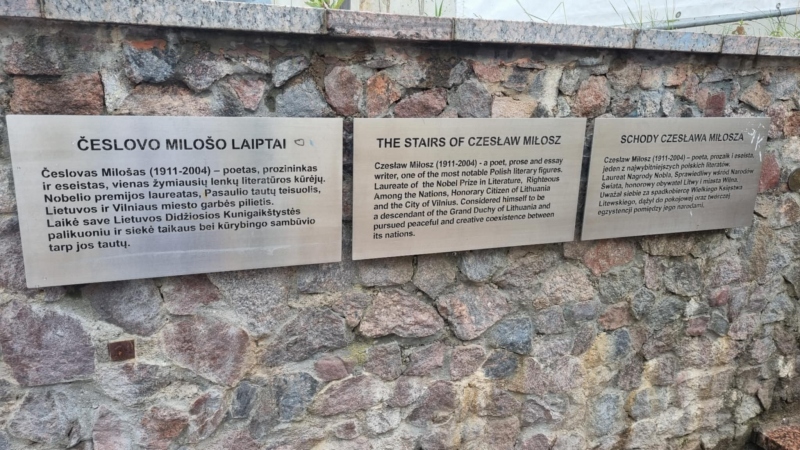 ČESLOVO MILOŠO LAIPTAI
Česlovas Milošas (1911-2004) – poetas, prozininkas
ir eseistas, vienas žymiausių lenkų literatūros kūrėjų.
Nobelio premijos laureatas, Pasaulio tautų teisuolis,
Lietuvos ir Vilniaus miesto garbės pilietis.
Laikė save Lietuvos Didžiosios Kunigaikštystės
palikuoniu ir siekė taikaus bei kūrybingo sambūvio
tarp jos tautų.
THE STAIRS OF CZESŁAW MIŁOSZ
Czesław Miłosz (1911-2004) - a poet, prose and essay
writer, one of the most notable Polish literary figures.
Laureate of the Nobel Prize in Literature, Righteous
Among the Nations, Honorary Citizen of Lithuania
and the City of Vilnius. Considered himself to be
a descendant of the Grand Duchy of Lithuania and
pursued peaceful and creative coexistence between
its nations.
SCHODY CZESŁAWA MIŁOSZA
Czesław Miłosz (1911-2004) – poeta, prozaik i eseista,
jeden z najwybitniejszych polskich literatów.
Laureat Nagrody Nobla, Sprawiedliwy wśród Narodów
Świata, honorowy obywatel Litwy i miasta Wilna.
Uważał siebie za spadkobiercę Wielkiego Księstwa
Litewskiego, dążył do pokojowej oraz twórczej
egzystencji pomiędzy jego narodami.